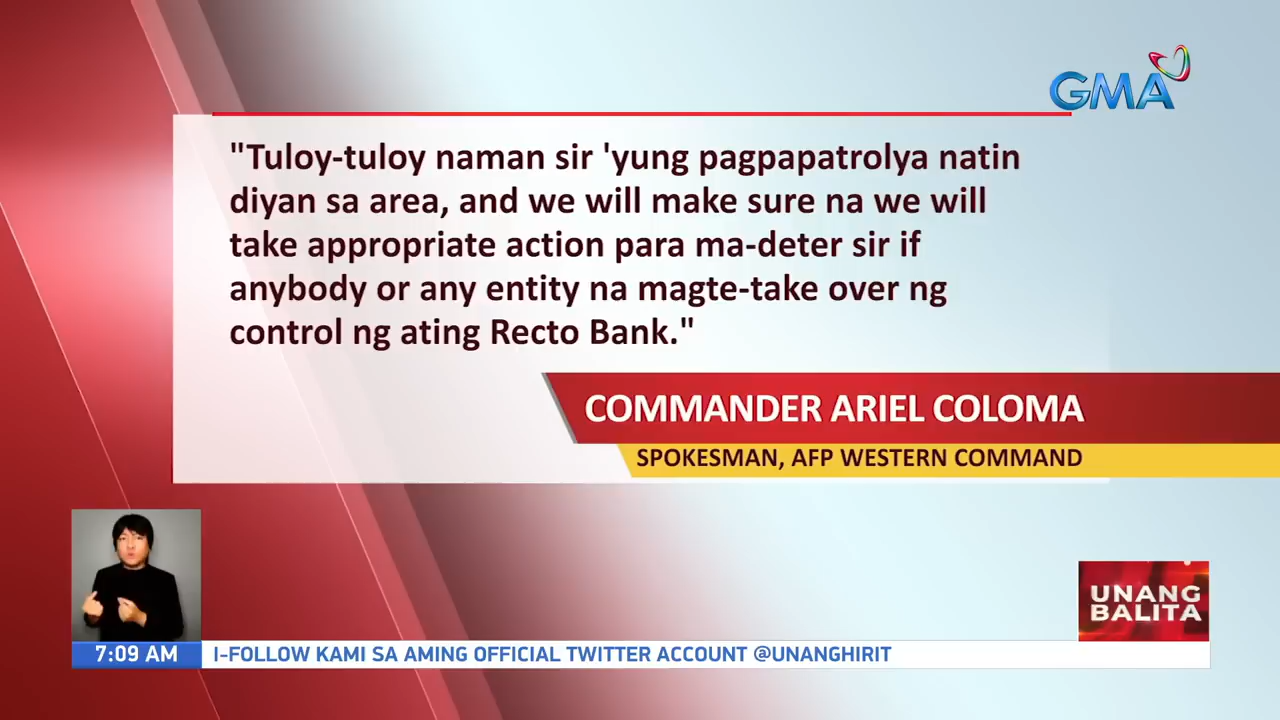 GMA
"Tuloy-tuloy naman sir 'yung pagpapatrolya natin
diyan sa area, and we will make sure na we will
take appropriate action para ma-deter sir if
anybody or any entity na magte-take over ng
control ng ating Recto Bank."
COMMANDER ARIEL COLOMA
SPOKESMAN, AFP WESTERN COMMAND
UNANG
BALITA
7:09 AM
I-FOLLOW KAMI SA AMING OFFICIAL TWITTER ACCOUNT @UNANGHIRIT